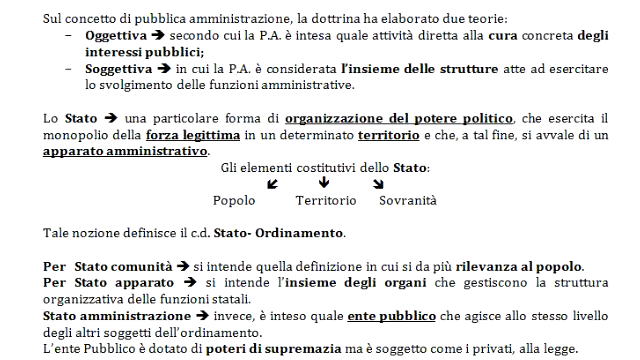 Sul concetto di pubblica amministrazione, la dottrina ha elaborato due teorie:
– Oggettiva ➔ secondo cui la P.A. è intesa quale attività diretta alla cura concreta degli
interessi pubblici;
– Soggettiva ➔ in cui la P.A. è considerata l'insieme delle strutture atte ad esercitare
lo svolgimento delle funzioni amministrative.
Lo Stato ➔ una particolare forma di organizzazione del potere politico, che esercita il
monopolio della forza legittima in un determinato territorio e che, a tal fine, si avvale di un
apparato amministrativo.
Gli elementi costitutivi dello Stato:
🡿 🡻 🡾
Popolo Territorio Sovranità
Tale nozione definisce il c.d. Stato- Ordinamento.
Per Stato comunità ➔ si intende quella definizione in cui si da più rilevanza al popolo.
Per Stato apparato ➔ si intende l'insieme degli organi che gestiscono la struttura
organizzativa delle funzioni statali.
Stato amministrazione ➔ invece, è inteso quale ente pubblico che agisce allo stesso livello
degli altri soggetti dell'ordinamento.
L'ente Pubblico è dotato di poteri di supremazia ma è soggetto come i privati, alla legge.